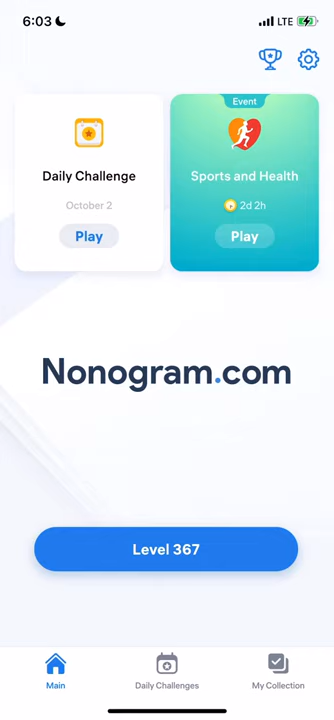 6:03
LTE
Event
Daily Challenge
Sports and Health
October 2
2d 2h
Play
Play
Nonogram.com
Level 367
Main
Daily Challenges
My Collection